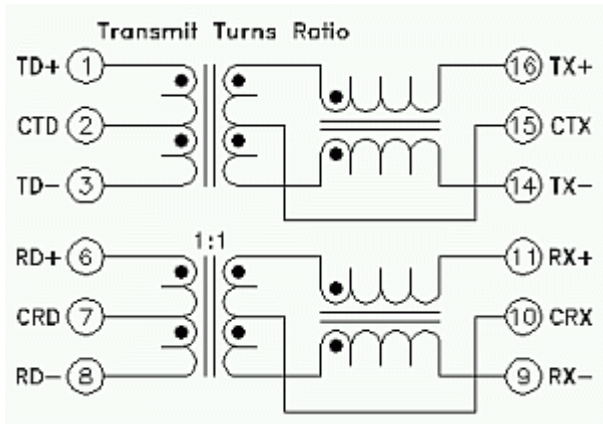 Transmit Turns Ratio
TD+ 1 16 TX+
CTD 2 15 CTX
TD- 3 14 TX-
1:1
RD+ 6 11 RX+
CRD 7 10 CRX
RD- 8 9 RX-